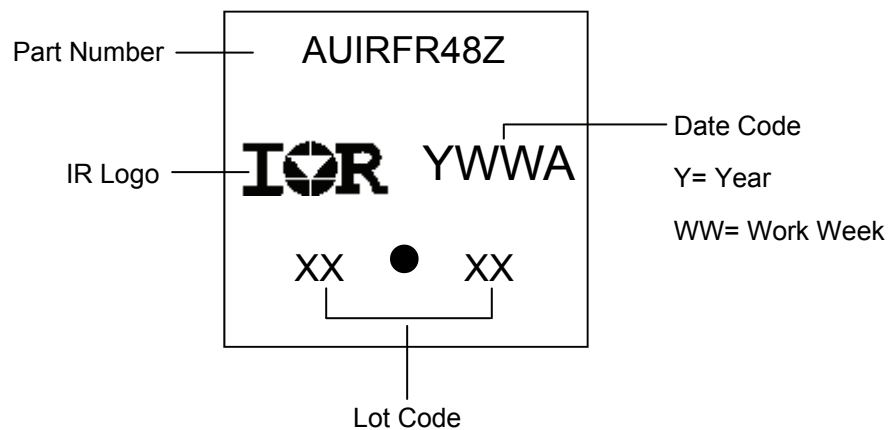 Part Number
AUIRFR48Z
IR Logo
IOR
YWWA
Date Code
Y= Year
WW= Work Week
XX
XX
Lot Code